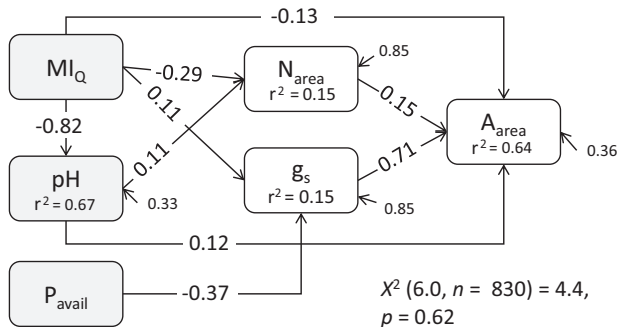 -0.13
MI_Q
-0.29
N_area
r² = 0.15
0.85
0.15
0.11
-0.82
0.11
A_area
r² = 0.64
0.36
pH
r² = 0.67
0.33
g_s
r² = 0.15
0.85
0.71
0.12
P_avail
-0.37
X² (6.0, n = 830) = 4.4,
p = 0.62